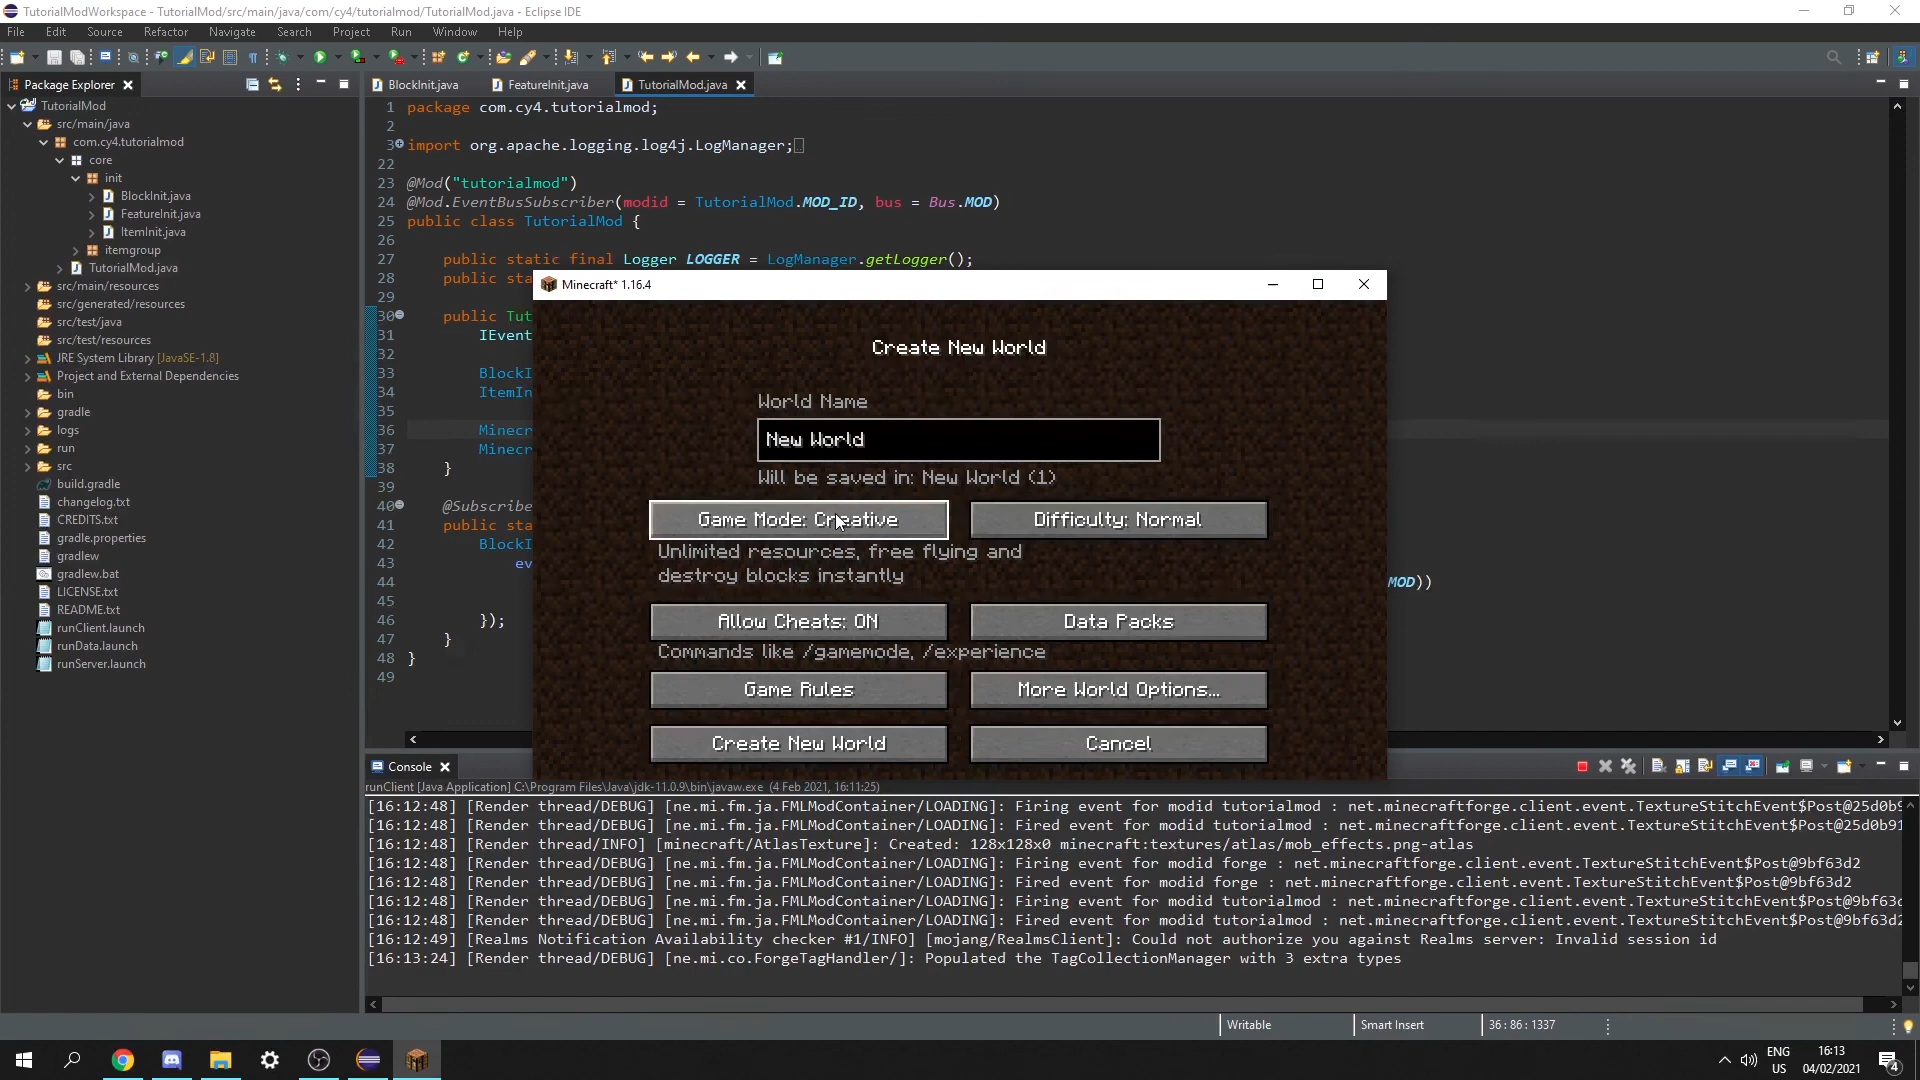 TutorialModWorkspace - TutorialMod/src/main/java/com/cy4/tutorialmod/TutorialMod.java - Eclipse IDE
File Edit Source Refactor Navigate Search Project Run Window Help
Package Explorer
TutorialMod
src/main/java
com.cy4.tutorialmod
core
init
BlockInit.java
FeatureInit.java
ItemInit.java
itemgroup
TutorialMod.java
src/main/resources
src/generated/resources
src/test/java
src/test/resources
JRE System Library [JavaSE-1.8]
Project and External Dependencies
bin
gradle
logs
run
src
build.gradle
changelog.txt
CREDITS.txt
gradle.properties
gradlew
gradlew.bat
LICENSE.txt
README.txt
runClient.launch
runData.launch
runServer.launch
BlockInit.java FeatureInit.java TutorialMod.java
1 package com.cy4.tutorialmod;
2
3 import org.apache.logging.log4j.LogManager;
22
23 @Mod("tutorialmod")
24 @Mod.EventBusSubscriber(modid = TutorialMod.MOD_ID, bus = Bus.MOD)
25 public class TutorialMod {
26
27 public static final Logger LOGGER = LogManager.getLogger();
28 public sta
29
30 public Tut
31 IEvent
32
33 BlockI
34 ItemIn
35
36 Minecr
37 Minecr
38 }
39
40 @Subscribe
41 public sta
42 BlockI
43 ev
44 MOD))
45
46 });
47 }
48 }
49
Minecraft* 1.16.4
Create New World
World Name
New World
Will be saved in: New World (1)
Game Mode: Creative
Difficulty: Normal
Unlimited resources, free flying and
destroy blocks instantly
Allow Cheats: ON
Data Packs
Commands like /gamemode, /experience
Game Rules
More World Options...
Create New World
Cancel
Console
runClient [Java Application] C:\Program Files\Java\jdk-11.0.9\bin\javaw.exe (4 Feb 2021, 16:11:25)
[16:12:48] [Render thread/DEBUG] [ne.mi.fm.ja.FMLModContainer/LOADING]: Firing event for modid tutorialmod : net.minecraftforge.client.event.TextureStitchEvent$Post@25d0b9
[16:12:48] [Render thread/DEBUG] [ne.mi.fm.ja.FMLModContainer/LOADING]: Fired event for modid tutorialmod : net.minecraftforge.client.event.TextureStitchEvent$Post@25d0b91
[16:12:48] [Render thread/INFO] [minecraft/AtlasTexture]: Created: 128x128x0 minecraft:textures/atlas/mob_effects.png-atlas
[16:12:48] [Render thread/DEBUG] [ne.mi.fm.ja.FMLModContainer/LOADING]: Firing event for modid forge : net.minecraftforge.client.event.TextureStitchEvent$Post@9bf63d2
[16:12:48] [Render thread/DEBUG] [ne.mi.fm.ja.FMLModContainer/LOADING]: Fired event for modid forge : net.minecraftforge.client.event.TextureStitchEvent$Post@9bf63d2
[16:12:48] [Render thread/DEBUG] [ne.mi.fm.ja.FMLModContainer/LOADING]: Firing event for modid tutorialmod : net.minecraftforge.client.event.TextureStitchEvent$Post@9bf63d
[16:12:48] [Render thread/DEBUG] [ne.mi.fm.ja.FMLModContainer/LOADING]: Fired event for modid tutorialmod : net.minecraftforge.client.event.TextureStitchEvent$Post@9bf63d2
[16:12:49] [Realms Notification Availability checker #1/INFO] [mojang/RealmsClient]: Could not authorize you against Realms server: Invalid session id
[16:13:24] [Render thread/DEBUG] [ne.mi.co.ForgeTagHandler/]: Populated the TagCollectionManager with 3 extra types
Writable Smart Insert 36 : 86 : 1337
ENG 16:13
US 04/02/2021 4